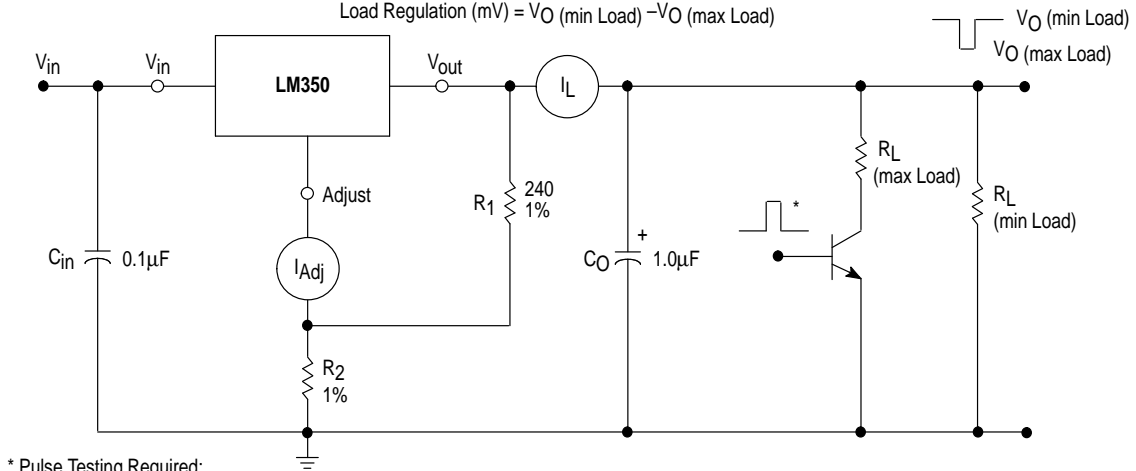 Load Regulation (mV) = VO (min Load) –VO (max Load)
VO (min Load)
VO (max Load)
Vin
Vin
LM350
Vout
IL
Adjust
R1
240
1%
RL
(max Load)
RL
(min Load)
*
Cin
0.1μF
IAdj
+
CO
1.0μF
R2
1%
* Pulse Testing Required: